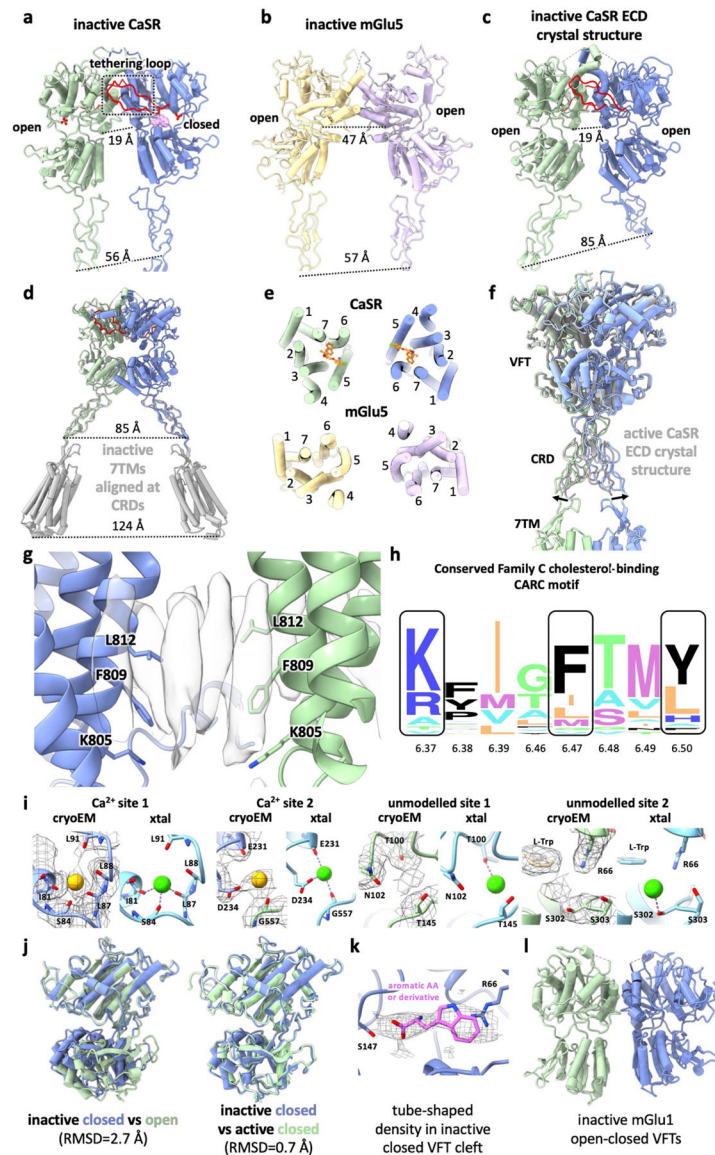 a
inactive CaSR
tethering loop
open
closed
19 Å
56 Å
b
inactive mGlu5
47 Å
57 Å
c
inactive CaSR ECD
crystal structure
open
open
19 Å
85 Å
d
85 Å
inactive
7TMs
aligned at
CRDs
124 Å
e
CaSR
1 7 6
2
3 5
4
4
5 3
2
6 7
1
mGlu5
1 7 6
2 5
3
4
4 3 2
5
6 7 1
f
VFT
CRD
active CaSR
ECD crystal
structure
7TM
g
L812
F809
K805
L812
F809
K805
h
Conserved Family C cholesterol-binding
CARC motif
K F I G F T M Y
R Y M T I A V L
A P V A L S L H
L M
6.37 6.38 6.39 6.46 6.47 6.48 6.49 6.50
i
Ca²⁺ site 1
cryoEM xtal
L91 L91
L88 L88
I81 L87 I81 L87
S84 S84
Ca²⁺ site 2
cryoEM xtal
E231 E231
D234 D234
G557 G557
unmodelled site 1
cryoEM xtal
T100 T100
N102 N102
T145 T145
unmodelled site 2
cryoEM xtal
L-Trp L-Trp
R66 R66
S302 S303 S302 S303
j
inactive closed vs open
(RMSD=2.7 Å)
inactive closed
vs active closed
(RMSD=0.7 Å)
k
aromatic AA
or derivative
R66
S147
tube-shaped
density in inactive
closed VFT cleft
l
inactive mGlu1
open-closed VFTs